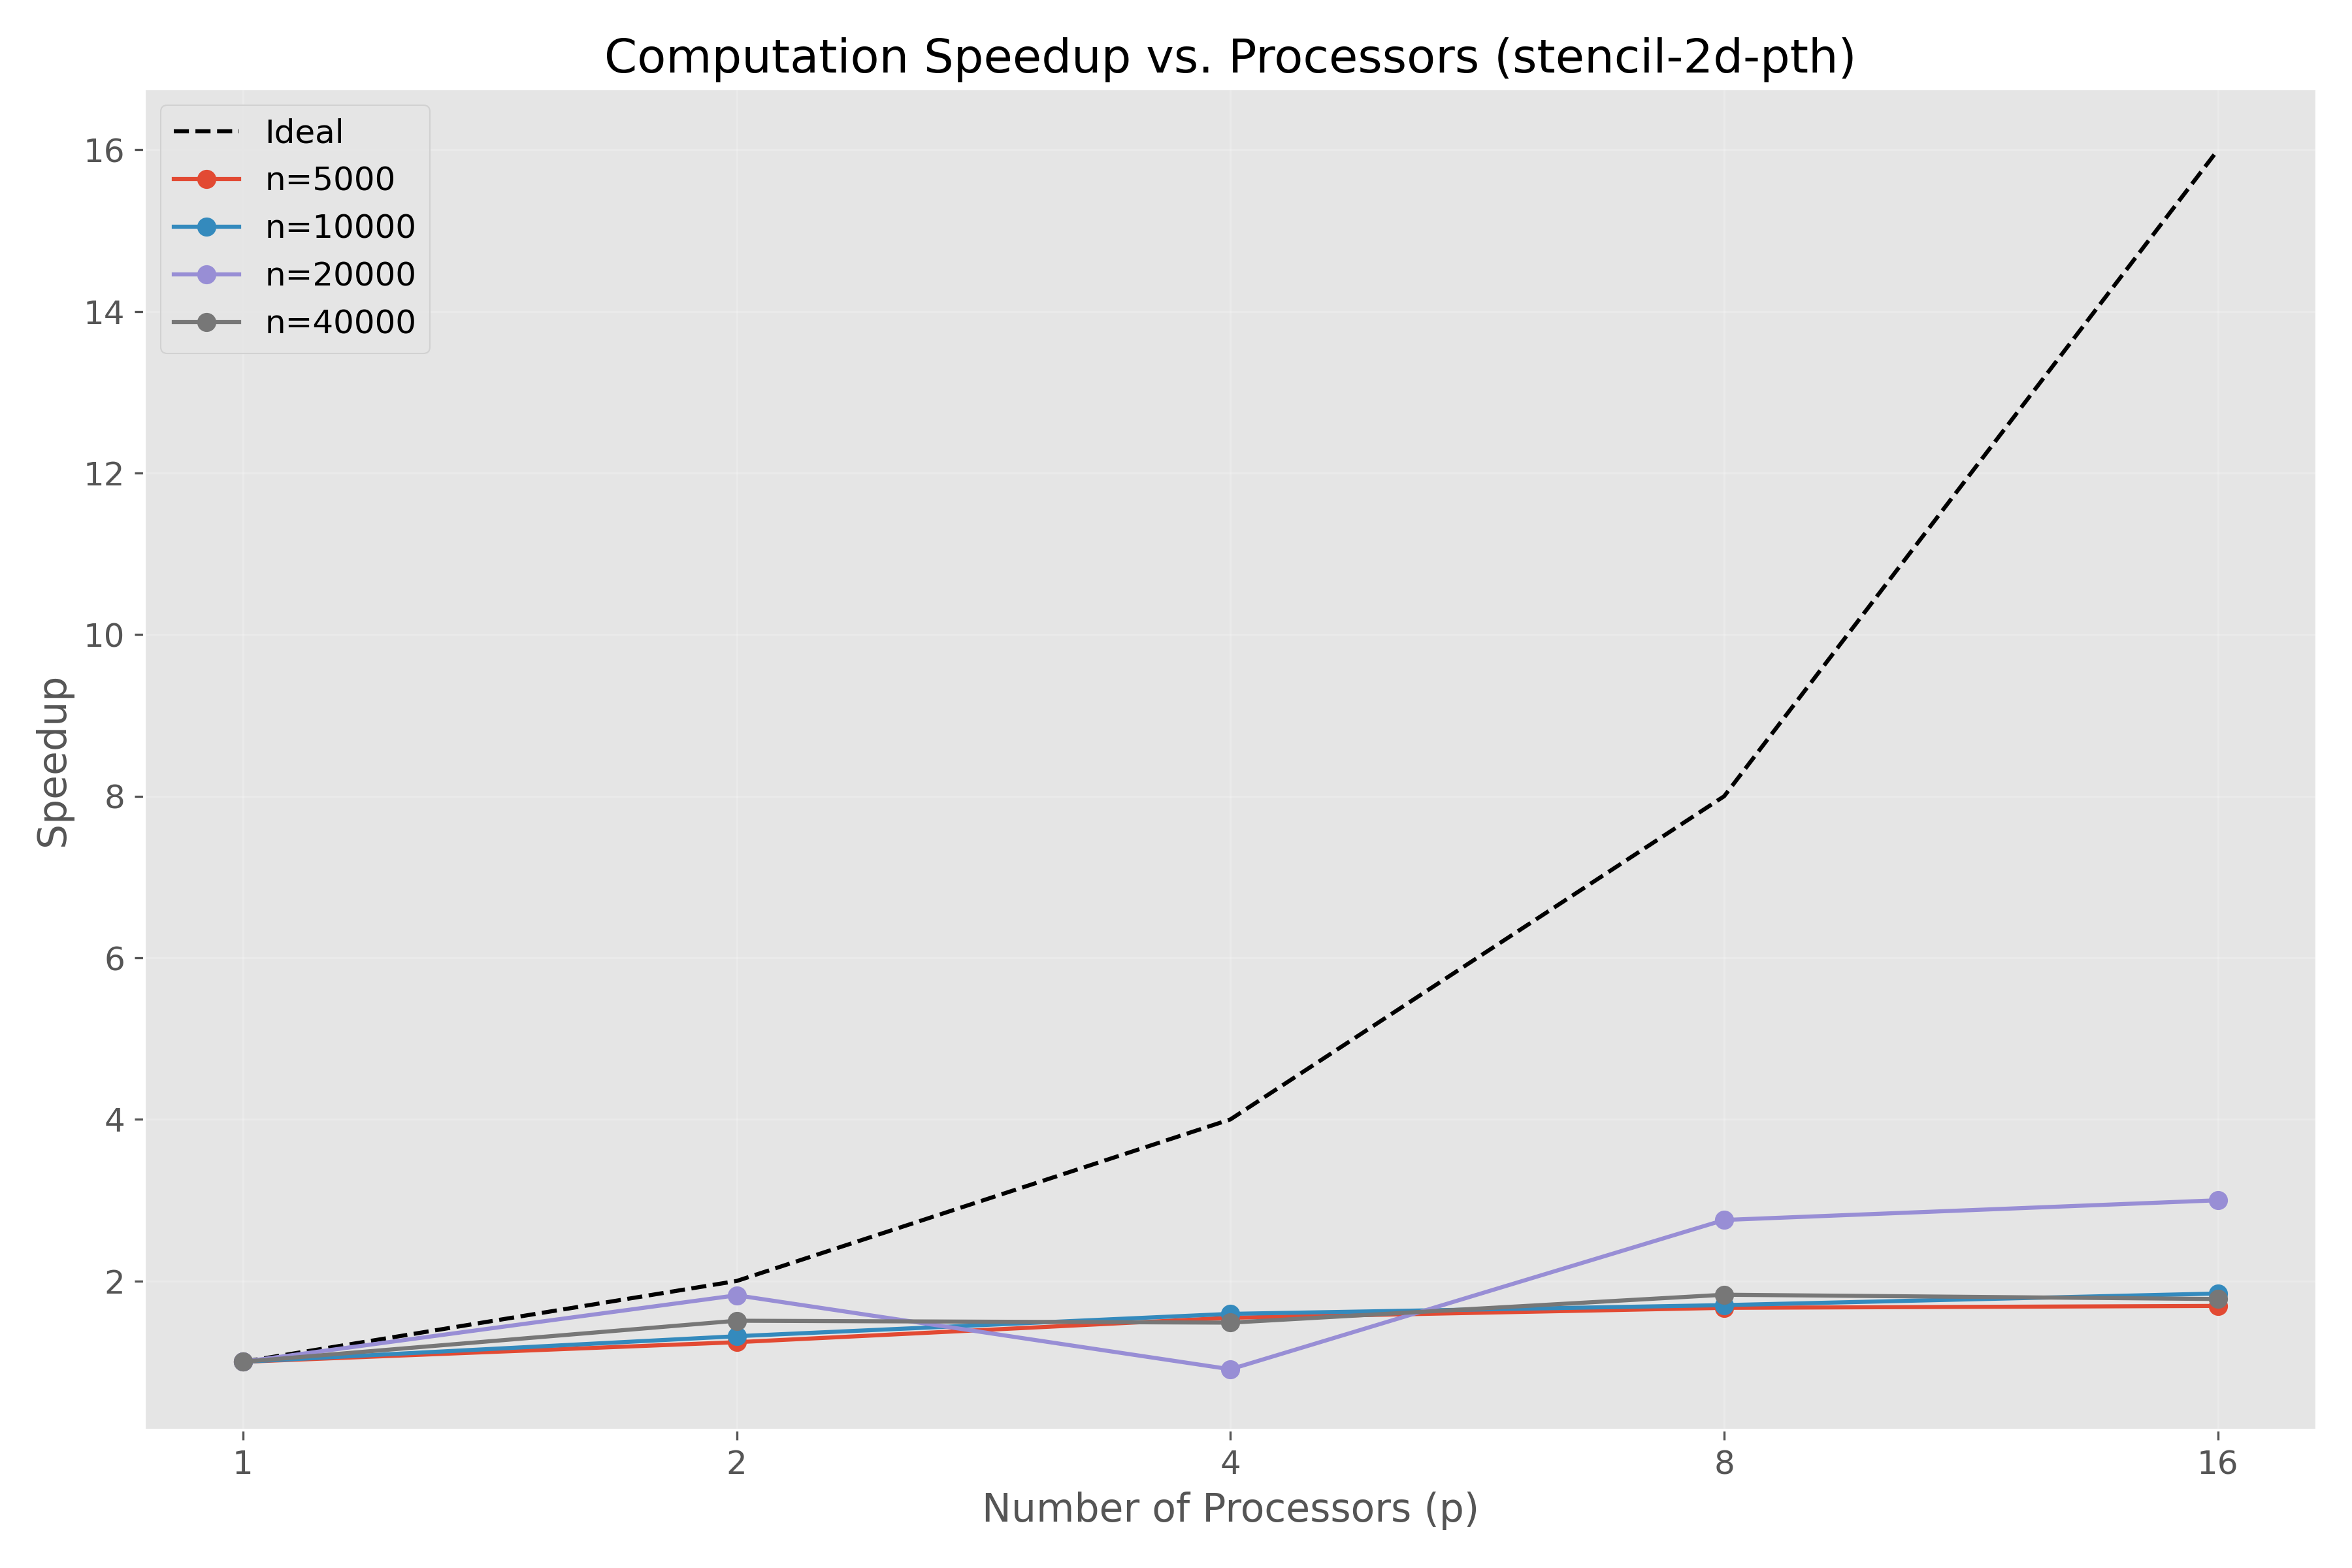 Computation Speedup vs. Processors (stencil-2d-pth)
Ideal
n=5000
n=10000
n=20000
n=40000
16
14
12
10
8
6
4
2
Speedup
1 2 4 8 16
Number of Processors (p)